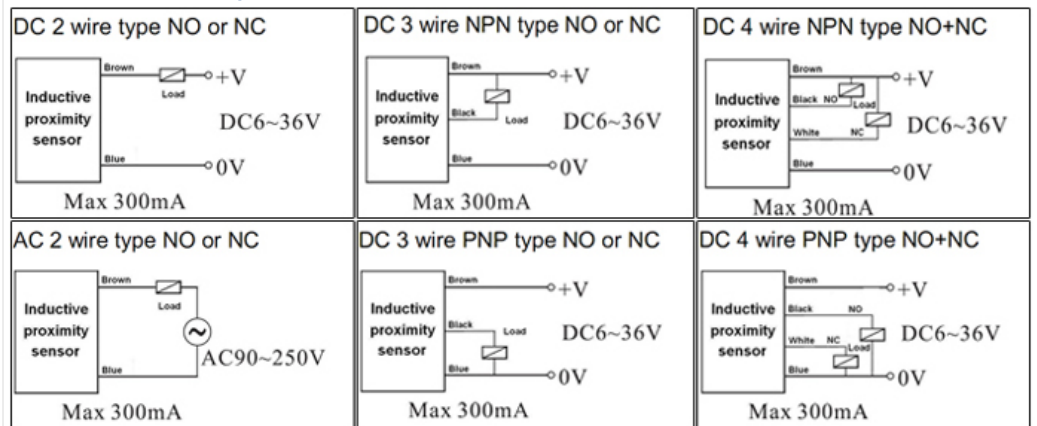 DC 2 wire type NO or NC
Brown
+V
Load
Inductive
proximity
sensor
DC6~36V
Blue
0V
Max 300mA
DC 3 wire NPN type NO or NC
Brown
+V
Inductive
proximity
sensor
Black
Load
DC6~36V
Blue
0V
Max 300mA
DC 4 wire NPN type NO+NC
Brown
+V
Inductive
proximity
sensor
Black NO
Load
White NC
DC6~36V
Blue
0V
Max 300mA
AC 2 wire type NO or NC
Brown
Load
Inductive
proximity
sensor
~
AC90~250V
Blue
Max 300mA
DC 3 wire PNP type NO or NC
Brown
+V
Inductive
proximity
sensor
Black
Load
DC6~36V
Blue
0V
Max 300mA
DC 4 wire PNP type NO+NC
Brown
+V
Inductive
proximity
sensor
Black NO
White NC
Load
DC6~36V
Blue
0V
Max 300mA